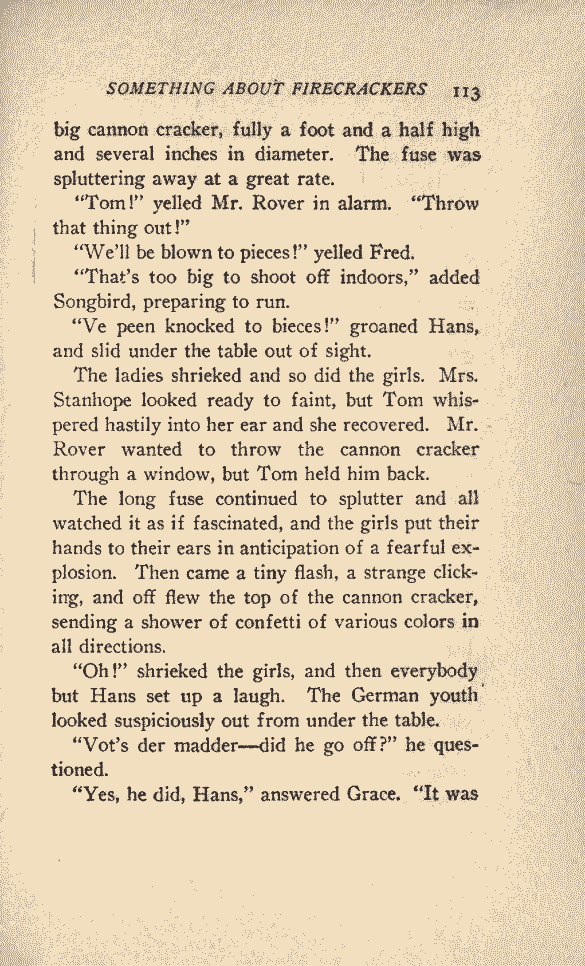 SOMETHING ABOUT FIRECRACKERS 113
big cannon cracker, fully a foot and a half high
and several inches in diameter. The fuse was
spluttering away at a great rate.
"Tom!" yelled Mr. Rover in alarm. "Throw
that thing out!"
"We'll be blown to pieces!" yelled Fred.
"That's too big to shoot off indoors," added
Songbird, preparing to run.
"Ve peen knocked to bieces!" groaned Hans,
and slid under the table out of sight.
The ladies shrieked and so did the girls. Mrs.
Stanhope looked ready to faint, but Tom whis-
pered hastily into her ear and she recovered. Mr.
Rover wanted to throw the cannon cracker
through a window, but Tom held him back.
The long fuse continued to splutter and all
watched it as if fascinated, and the girls put their
hands to their ears in anticipation of a fearful ex-
plosion. Then came a tiny flash, a strange click-
ing, and off flew the top of the cannon cracker,
sending a shower of confetti of various colors in
all directions.
"Oh!" shrieked the girls, and then everybody
but Hans set up a laugh. The German youth
looked suspiciously out from under the table.
"Vot's der madder—did he go off?" he ques-
tioned.
"Yes, he did, Hans," answered Grace. "It was